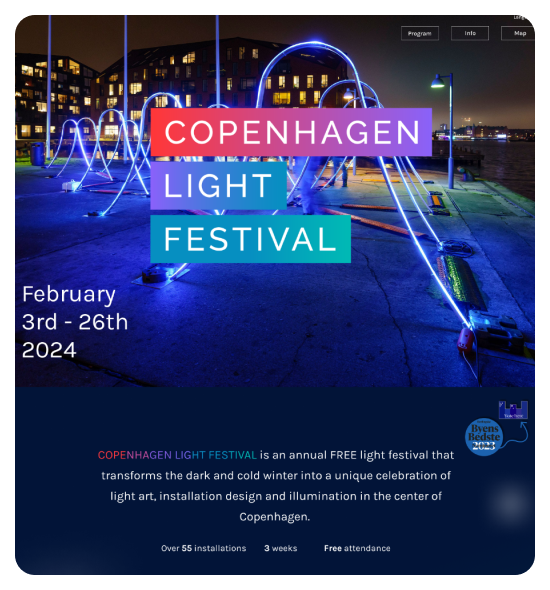 Program
Info
Map
COPENHAGEN
LIGHT
FESTIVAL
February
3rd - 26th
2024
Byens
Bedste
2023
COPENHAGEN LIGHT FESTIVAL is an annual FREE light festival that
transforms the dark and cold winter into a unique celebration of
light art, installation design and illumination in the center of
Copenhagen.
Over 55 installations
3 weeks
Free attendance